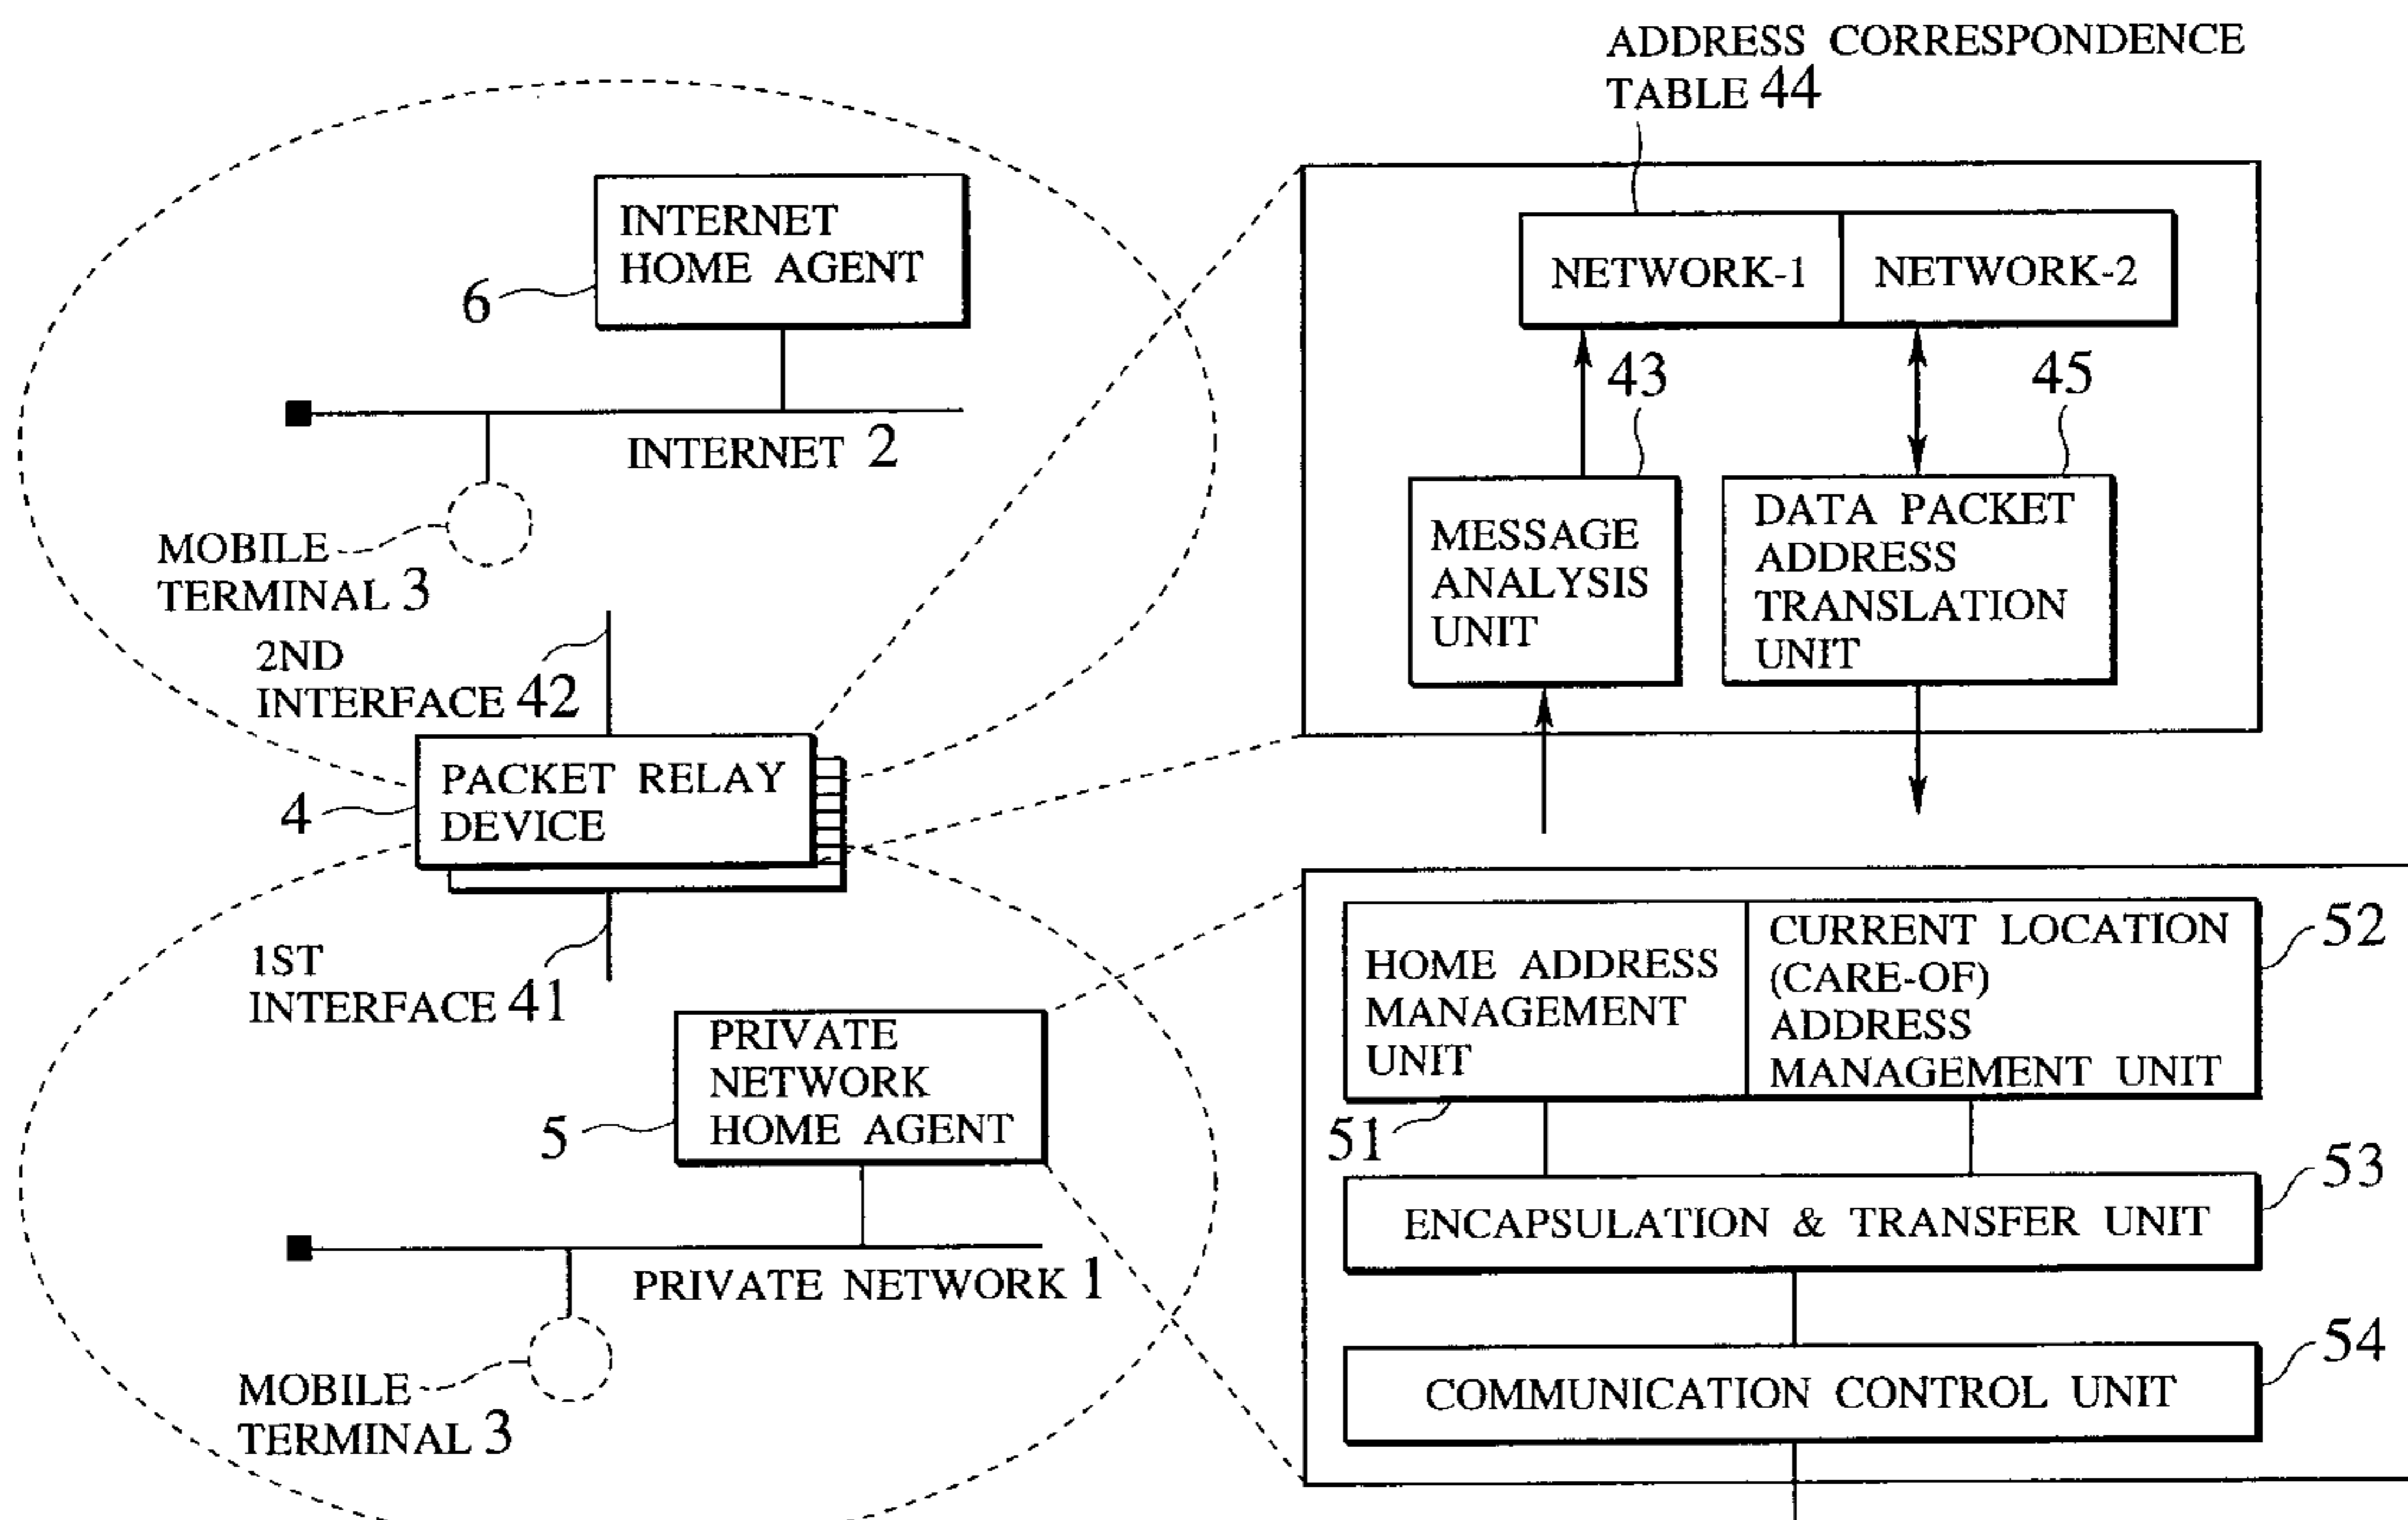 ADDRESS CORRESPONDENCE
TABLE 44
INTERNET
HOME AGENT
6
INTERNET 2
MOBILE
TERMINAL 3
2ND
INTERFACE 42
PACKET RELAY
DEVICE
4
1ST
INTERFACE 41
PRIVATE
NETWORK
HOME AGENT
5
PRIVATE NETWORK 1
MOBILE
TERMINAL 3
NETWORK-1
NETWORK-2
43
45
MESSAGE
ANALYSIS
UNIT
DATA PACKET
ADDRESS
TRANSLATION
UNIT
HOME ADDRESS
MANAGEMENT
UNIT
CURRENT LOCATION
(CARE-OF)
ADDRESS
MANAGEMENT UNIT
52
51
53
ENCAPSULATION & TRANSFER UNIT
54
COMMUNICATION CONTROL UNIT